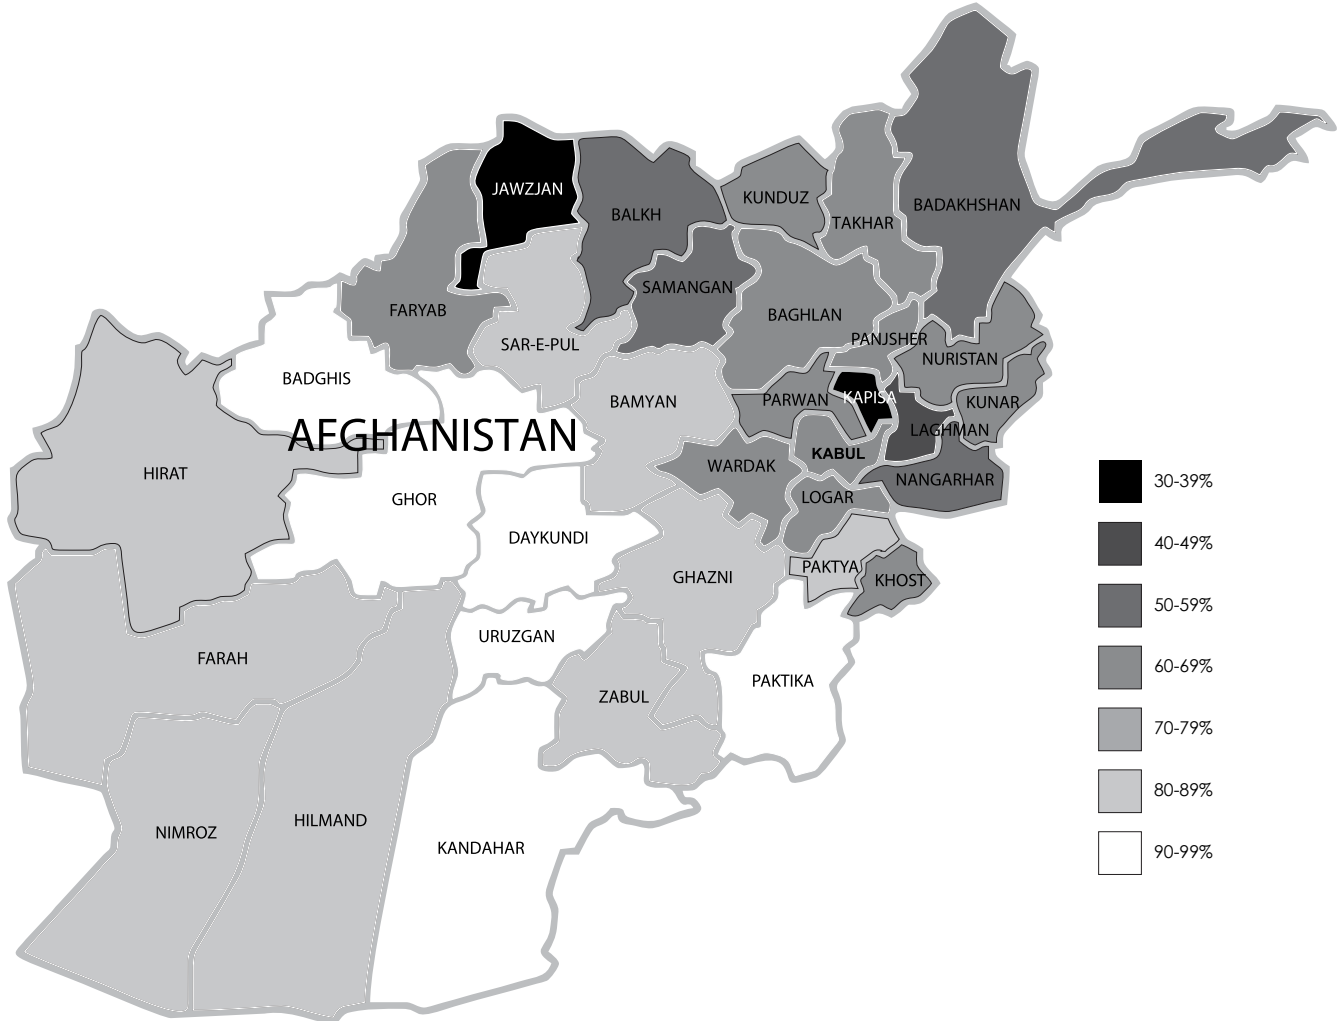 JAWZJAN
BALKH
KUNDUZ
TAKHAR
BADAKHSHAN
FARYAB
SAMANGAN
BAGHLAN
SAR-E-PUL
PANJSHER
NURISTAN
BADGHIS
BAMYAN
PARWAN
KAPISA
KUNAR
LAGHMAN
AFGHANISTAN
HIRAT
WARDAK
KABUL
NANGARHAR
GHOR
LOGAR
DAYKUNDI
GHAZNI
PAKTYA
KHOST
URUZGAN
FARAH
ZABUL
PAKTIKA
NIMROZ
HILMAND
KANDAHAR
30-39%
40-49%
50-59%
60-69%
70-79%
80-89%
90-99%